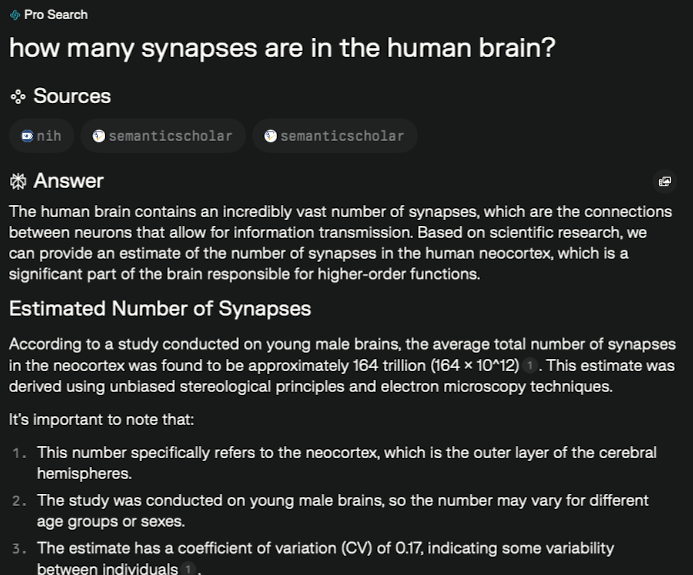 Pro Search
how many synapses are in the human brain?
Sources
nih semanticscholar semanticscholar
Answer
The human brain contains an incredibly vast number of synapses, which are the connections
between neurons that allow for information transmission. Based on scientific research, we
can provide an estimate of the number of synapses in the human neocortex, which is a
significant part of the brain responsible for higher-order functions.
Estimated Number of Synapses
According to a study conducted on young male brains, the average total number of synapses
in the neocortex was found to be approximately 164 trillion (164 × 10^12) 1 . This estimate was
derived using unbiased stereological principles and electron microscopy techniques.
It's important to note that:
1. This number specifically refers to the neocortex, which is the outer layer of the cerebral
hemispheres.
2. The study was conducted on young male brains, so the number may vary for different
age groups or sexes.
3. The estimate has a coefficient of variation (CV) of 0.17, indicating some variability
between individuals 1 .